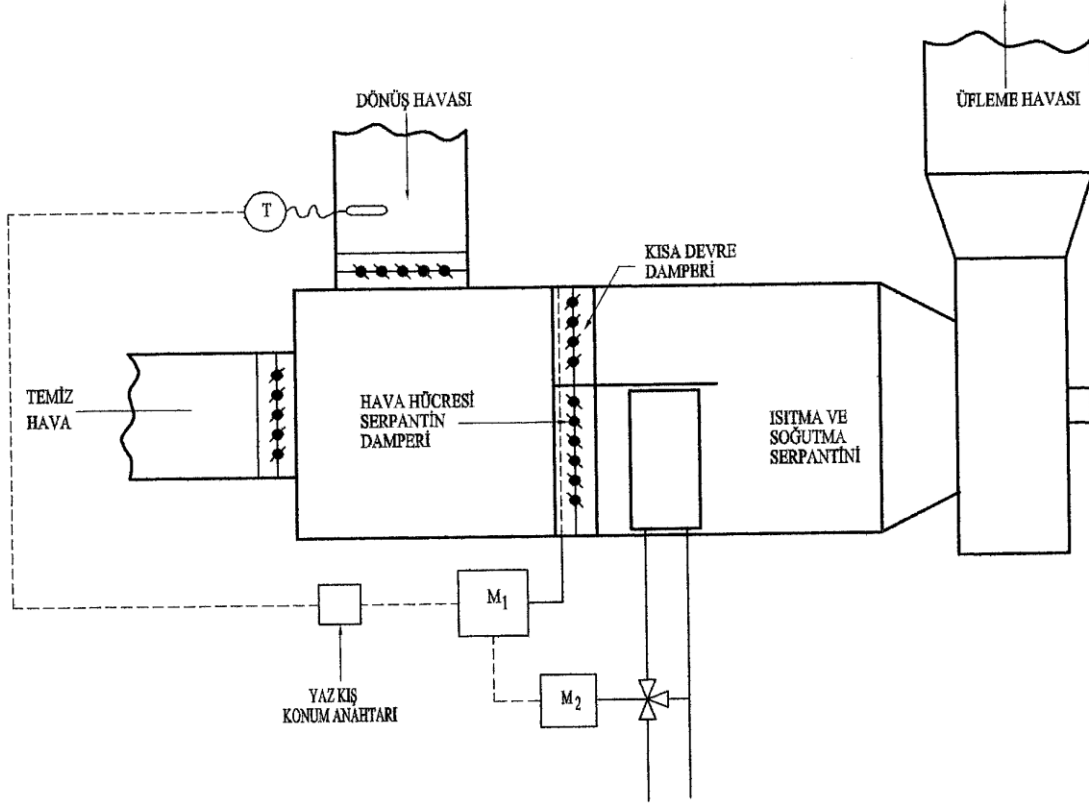 DÖNÜŞ HAVASI
ÜFLEME HAVASI
T
KISA DEVRE
DAMPERİ
TEMİZ
HAVA
HAVA HÜCRESİ
SERPANTİN
DAMPERİ
ISITMA VE
SOĞUTMA
SERPANTİNİ
M1
YAZ KIŞ
KONUM ANAHTARI
M2